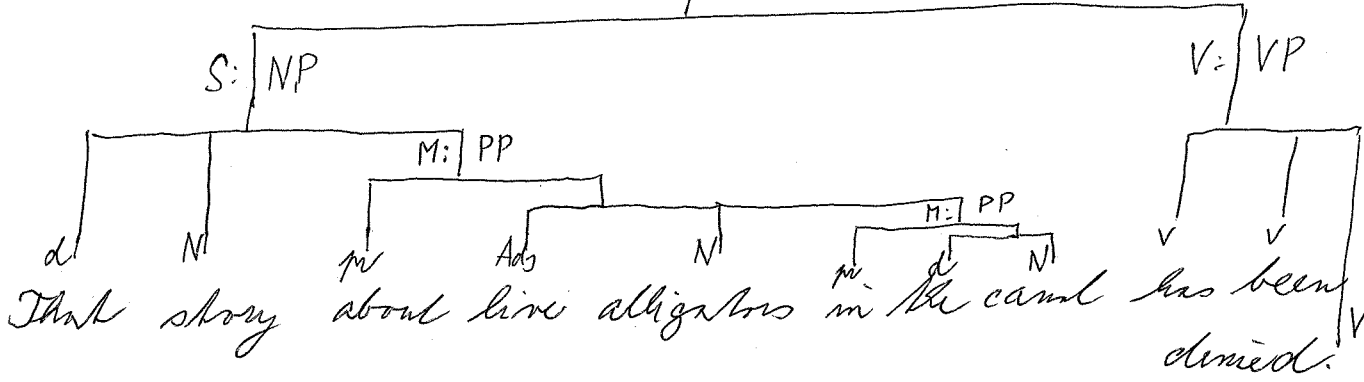 S: NP V: VP
M: PP
M: PP
d N pr Adj N pr d N v v
That story about live alligators in the canal has been V
denied.